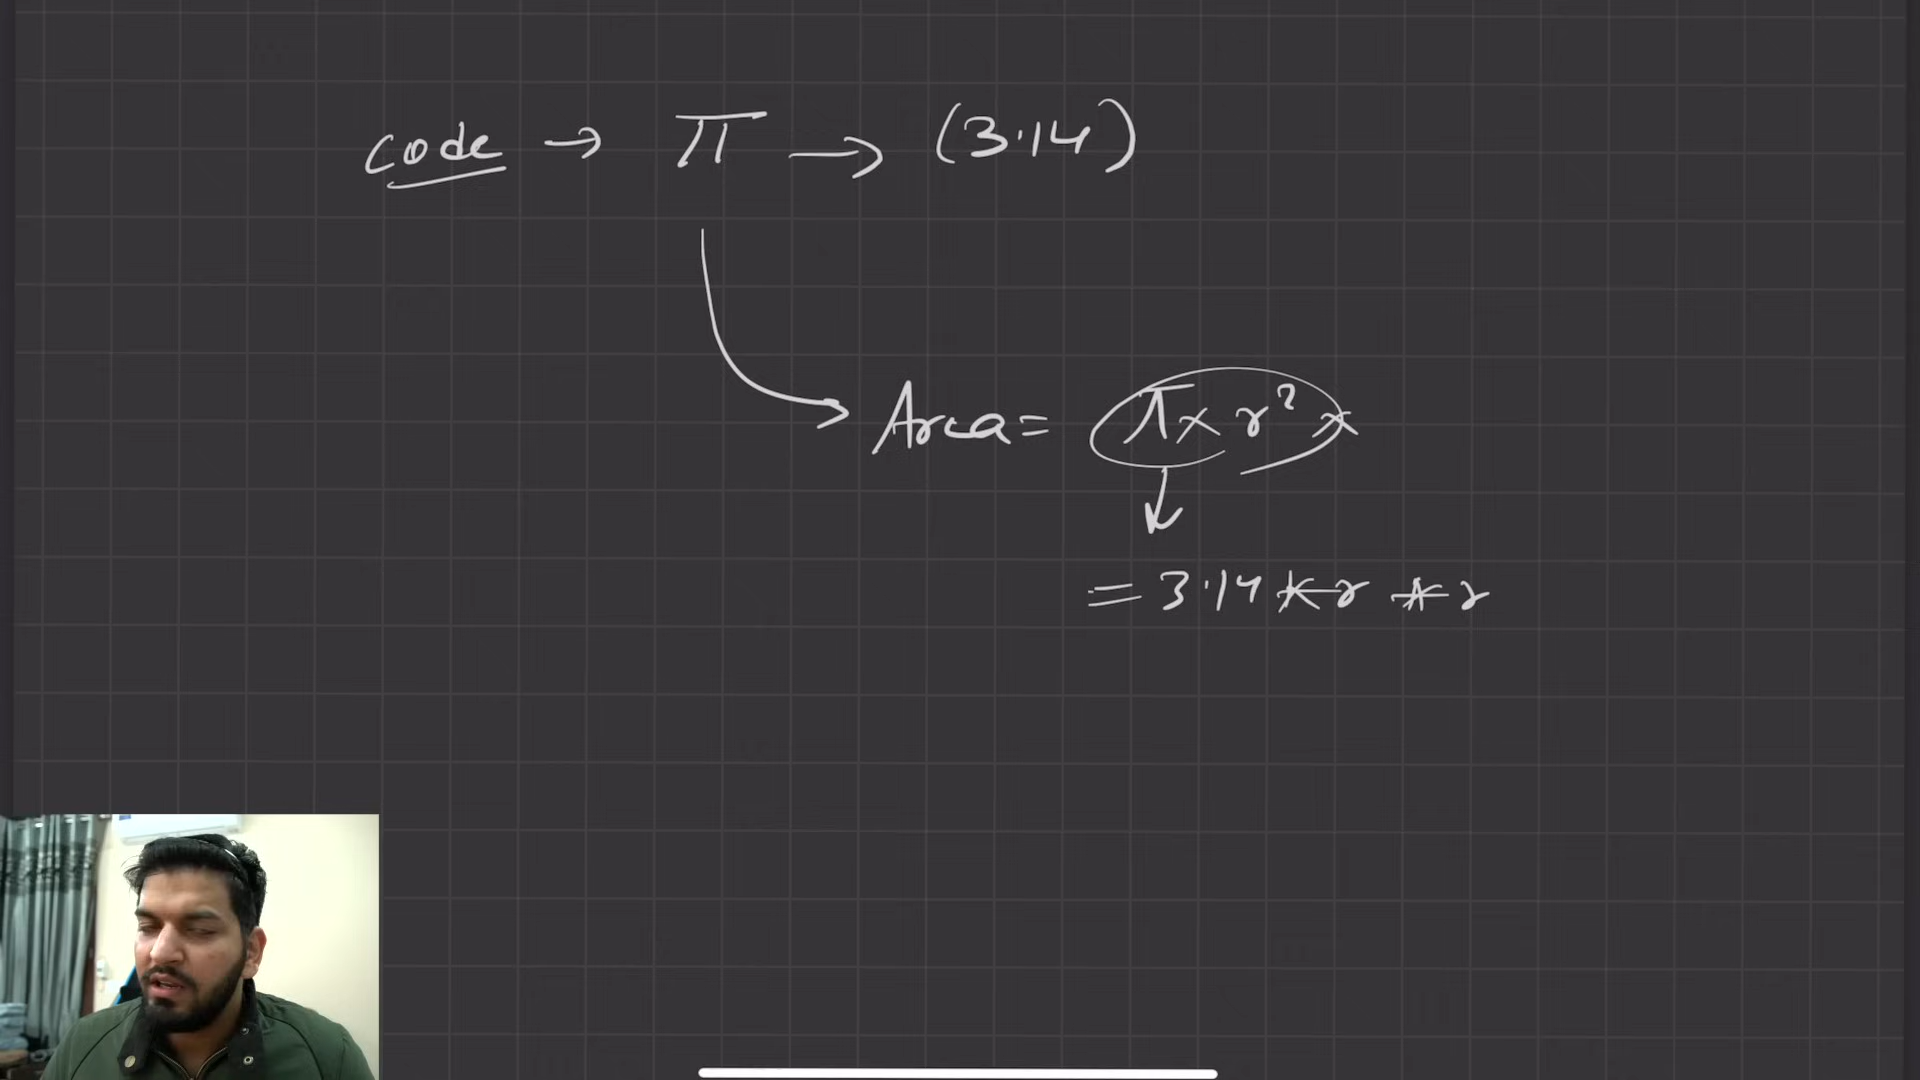 code → π → (3.14)
Area = π × r² ×
= 3.14 * r * r